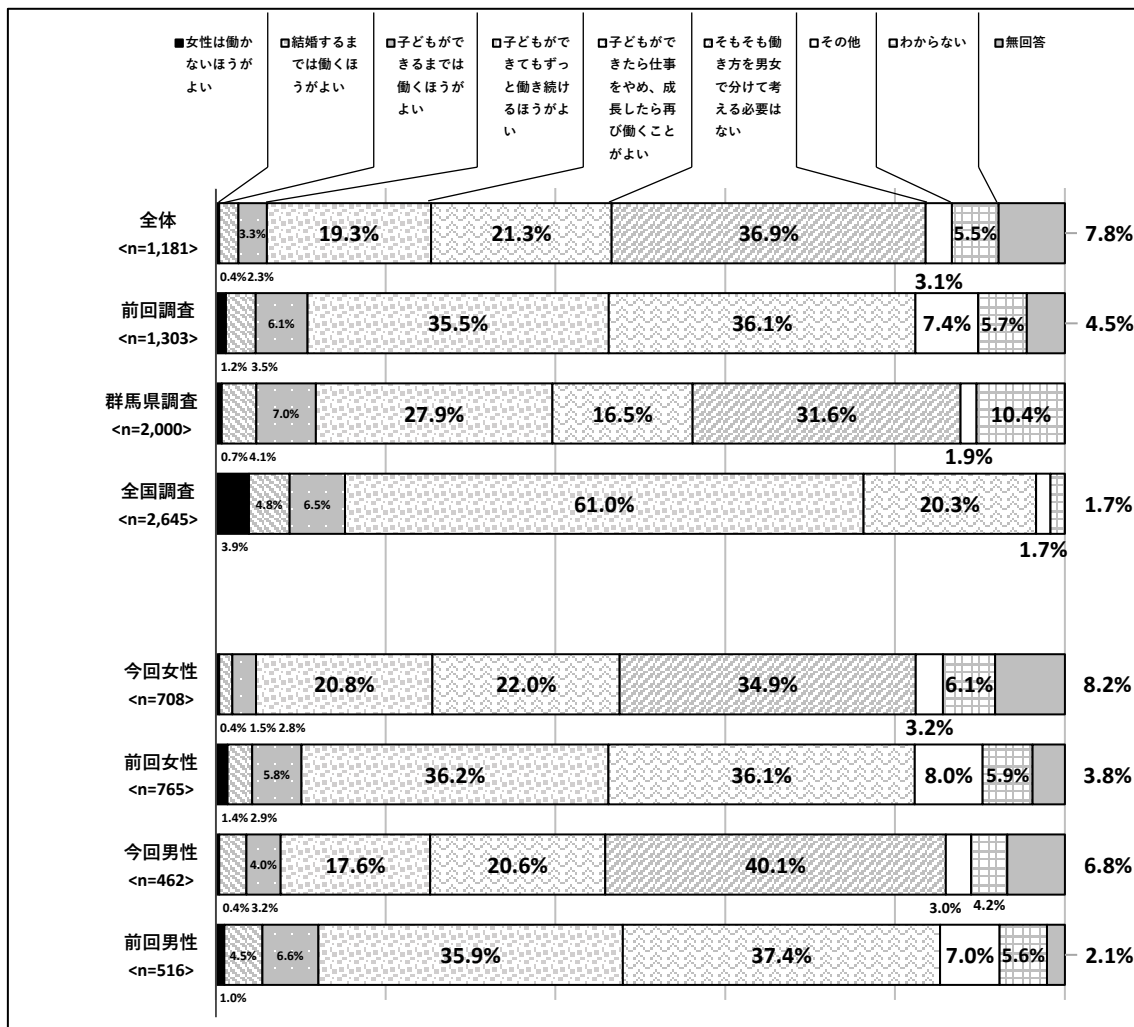 ■女性は働か
ないほうが
よい
□結婚するま
では働くほ
うがよい
■子どもがで
きるまでは
働くほうが
よい
□子どもがで
きてもずっ
と働き続け
るほうがよ
い
□子どもがで
きたら仕事
をやめ、成
長したら再
び働くこと
がよい
□そもそも働
き方を男女
で分けて考
える必要は
ない
□その他
□わからない
■無回答
全体
<n=1,181>
3.3% 19.3% 21.3% 36.9% 5.5% 7.8%
0.4% 2.3% 3.1%
前回調査
<n=1,303>
6.1% 35.5% 36.1% 7.4% 5.7% 4.5%
1.2% 3.5%
群馬県調査
<n=2,000>
7.0% 27.9% 16.5% 31.6% 10.4%
0.7% 4.1% 1.9%
全国調査
<n=2,645>
4.8% 6.5% 61.0% 20.3% 1.7%
3.9% 1.7%
今回女性
<n=708>
20.8% 22.0% 34.9% 6.1% 8.2%
0.4% 1.5% 2.8% 3.2%
前回女性
<n=765>
5.8% 36.2% 36.1% 8.0% 5.9% 3.8%
1.4% 2.9%
今回男性
<n=462>
4.0% 17.6% 20.6% 40.1% 6.8%
0.4% 3.2% 3.0% 4.2%
前回男性
<n=516>
4.5% 6.6% 35.9% 37.4% 7.0% 5.6% 2.1%
1.0%